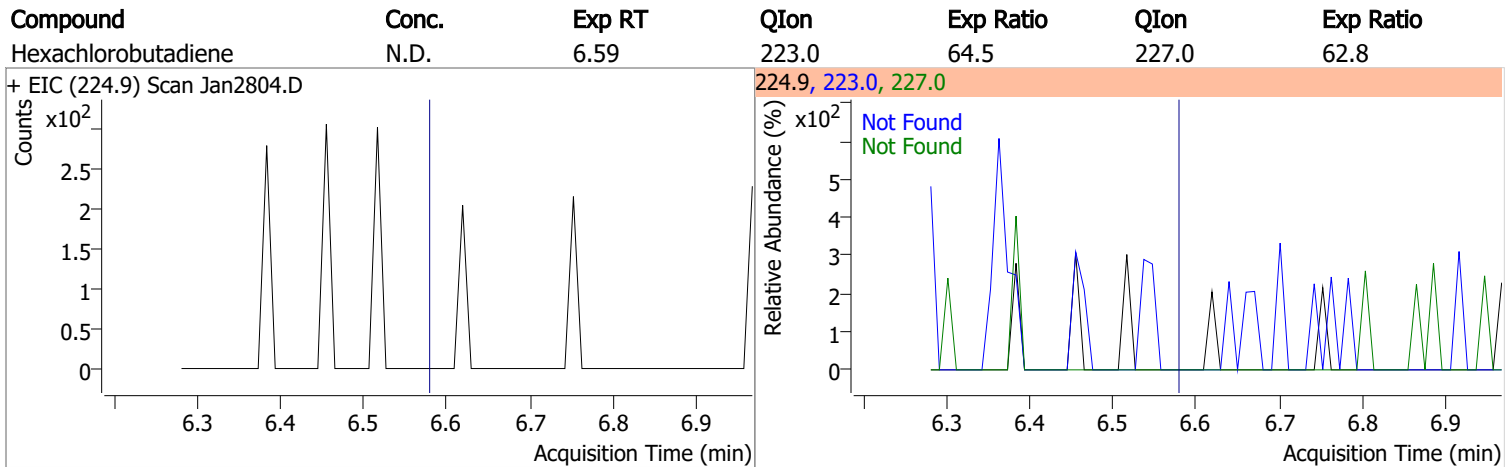 Compound Conc. Exp RT QIon Exp Ratio QIon Exp Ratio
Hexachlorobutadiene N.D. 6.59 223.0 64.5 227.0 62.8
+ EIC (224.9) Scan Jan2804.D
Counts
x10²
2.5
2
1.5
1
0.5
0
6.3 6.4 6.5 6.6 6.7 6.8 6.9
Acquisition Time (min)
224.9, 223.0, 227.0
Relative Abundance (%)
x10²
Not Found
Not Found
5
4
3
2
1
0
6.3 6.4 6.5 6.6 6.7 6.8 6.9
Acquisition Time (min)